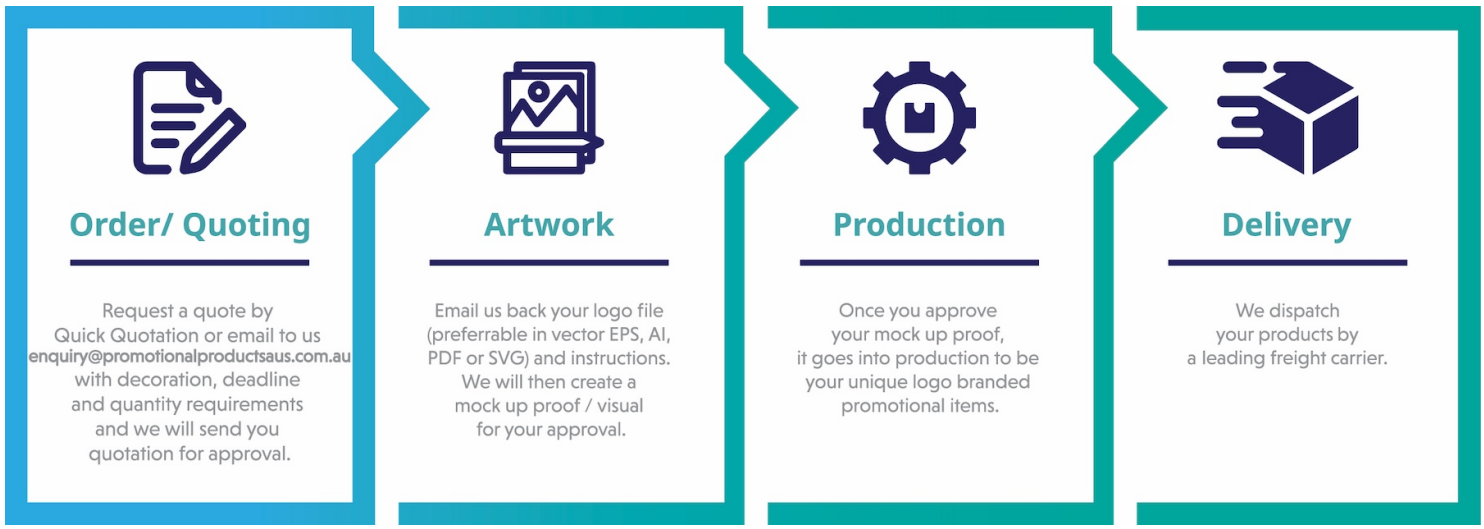 Order/ Quoting
Request a quote by
Quick Quotation or email to us
enquiry@promotionalproductsaus.com.au
with decoration, deadline
and quantity requirements
and we will send you
quotation for approval.
Artwork
Email us back your logo file
(preferrable in vector EPS, AI,
PDF or SVG) and instructions.
We will then create a
mock up proof / visual
for your approval.
Production
Once you approve
your mock up proof,
it goes into production to be
your unique logo branded
promotional items.
Delivery
We dispatch
your products by
a leading freight carrier.